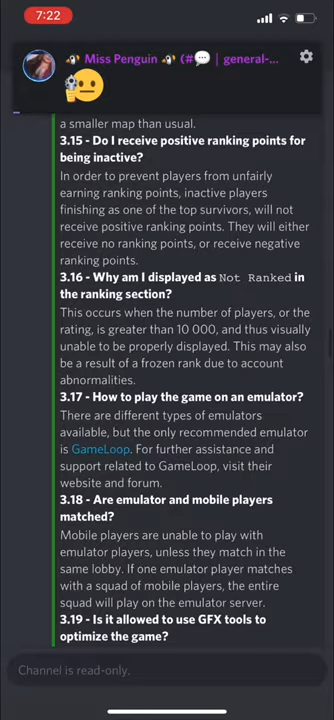 7:22
Miss Penguin (# | general-...
a smaller map than usual.
3.15 - Do I receive positive ranking points for
being inactive?
In order to prevent players from unfairly
earning ranking points, inactive players
finishing as one of the top survivors, will not
receive positive ranking points. They will either
receive no ranking points, or receive negative
ranking points.
3.16 - Why am I displayed as Not Ranked in
the ranking section?
This occurs when the number of players, or the
rating, is greater than 10 000, and thus visually
unable to be properly displayed. This may also
be a result of a frozen rank due to account
abnormalities.
3.17 - How to play the game on an emulator?
There are different types of emulators
available, but the only recommended emulator
is GameLoop. For further assistance and
support related to GameLoop, visit their
website and forum.
3.18 - Are emulator and mobile players
matched?
Mobile players are unable to play with
emulator players, unless they match in the
same lobby. If one emulator player matches
with a squad of mobile players, the entire
squad will play on the emulator server.
3.19 - Is it allowed to use GFX tools to
optimize the game?
Channel is read-only.